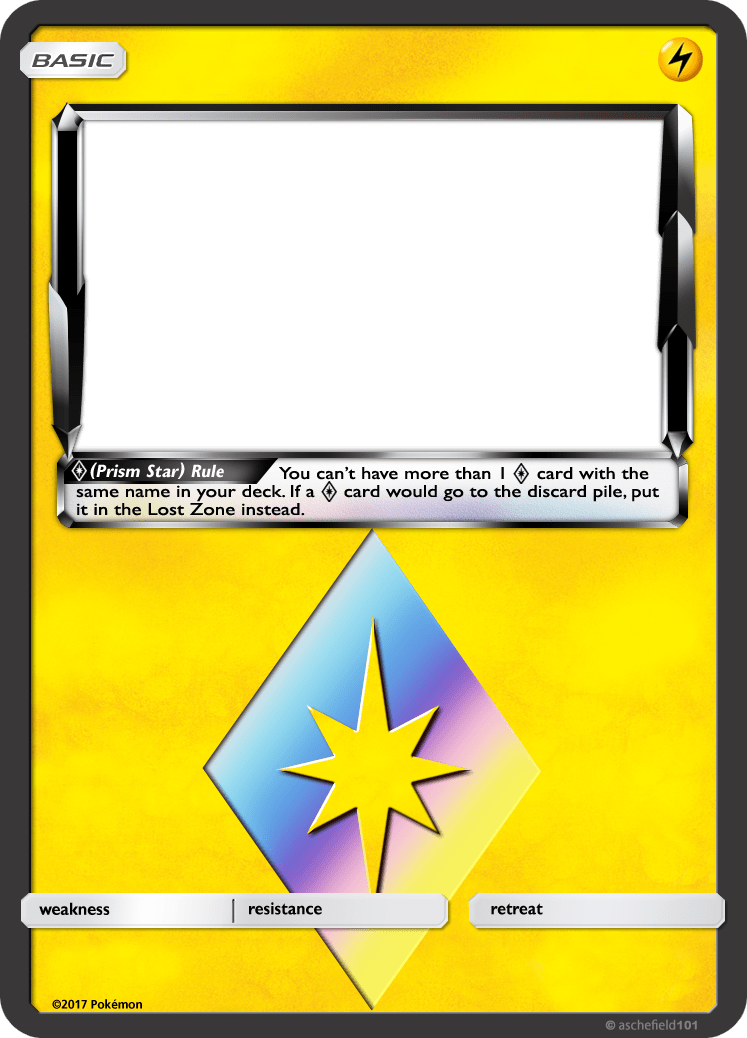 BASIC
(Prism Star) Rule You can't have more than 1 card with the
same name in your deck. If a card would go to the discard pile, put
it in the Lost Zone instead.
weakness resistance retreat
©2017 Pokémon
© aschefield101